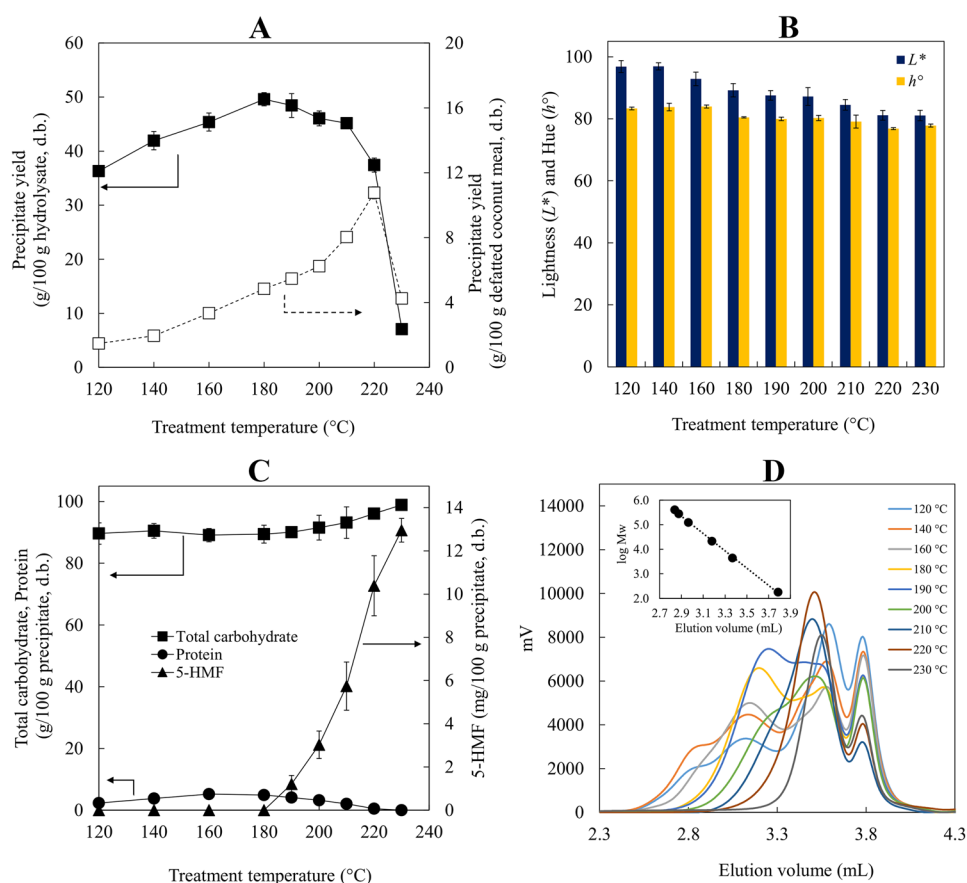 A
60
50
40
30
20
10
0
Precipitate yield
(g/100 g hydrolysate, d.b.)
20
16
12
8
4
0
Precipitate yield
(g/100 g defatted coconut meal, d.b.)
120 140 160 180 200 220 240
Treatment temperature (°C)
B
100
80
60
40
20
0
Lightness (L*) and Hue (h°)
L*
h°
120 140 160 180 190 200 210 220 230
Treatment temperature (°C)
C
100
80
60
40
20
0
Total carbohydrate, Protein
(g/100 g precipitate, d.b.)
Total carbohydrate
Protein
5-HMF
14
12
10
8
6
4
2
0
5-HMF (mg/100 g precipitate, d.b.)
120 140 160 180 200 220 240
Treatment temperature (°C)
D
14000
12000
10000
8000
6000
4000
2000
0
mV
6.0
5.0
4.0
3.0
2.0
log Mw
2.7 2.9 3.1 3.3 3.5 3.7 3.9
Elution volume (mL)
120 °C
140 °C
160 °C
180 °C
190 °C
200 °C
210 °C
220 °C
230 °C
2.3 2.8 3.3 3.8 4.3
Elution volume (mL)